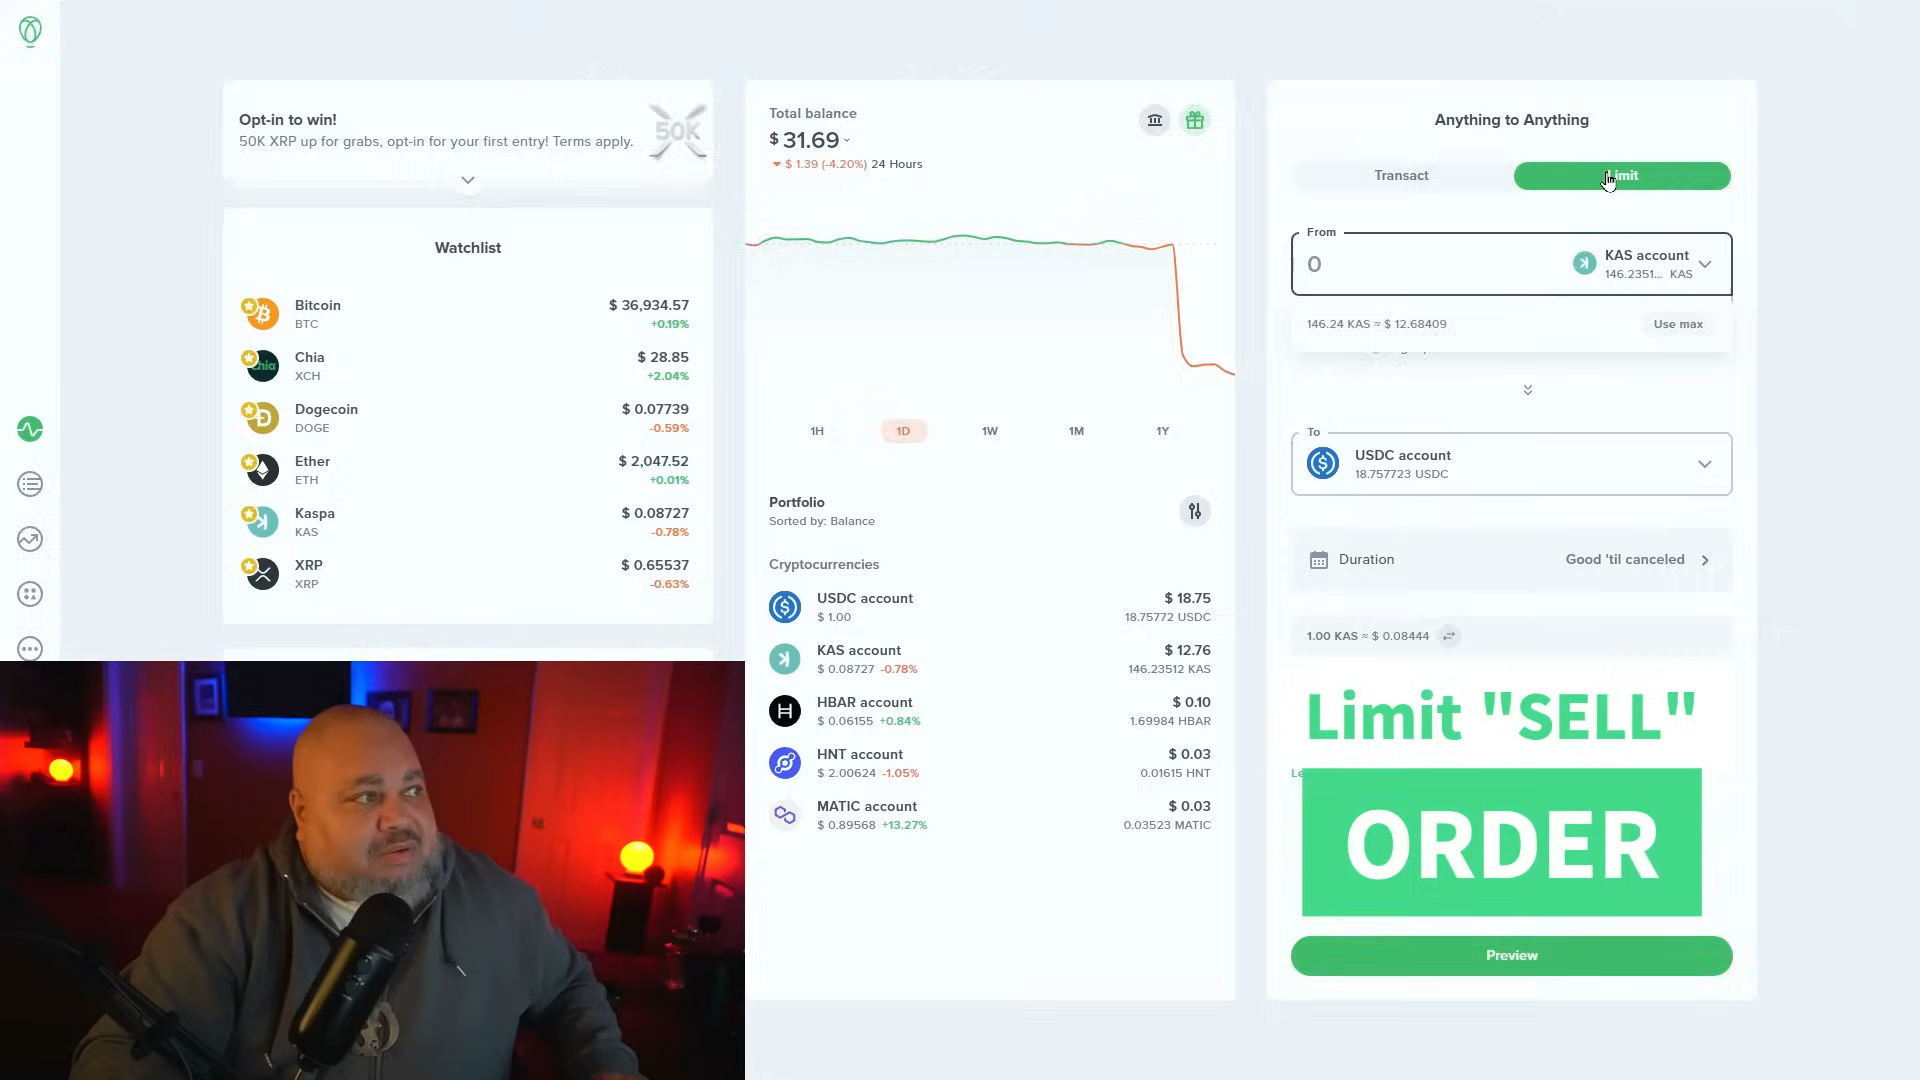 Opt-in to win!
50K XRP up for grabs, opt-in for your first entry! Terms apply.
50K
Watchlist
Bitcoin
$ 36,934.57
BTC
+0.19%
Chia
$ 28.85
XCH
+2.04%
Dogecoin
$ 0.07739
DOGE
-0.59%
Ether
$ 2,047.52
ETH
+0.01%
Kaspa
$ 0.08727
KAS
-0.78%
XRP
$ 0.65537
XRP
-0.63%
Total balance
$ 31.69
$ 1.39 (-4.20%) 24 Hours
1H 1D 1W 1M 1Y
Portfolio
Sorted by: Balance
Cryptocurrencies
USDC account
$ 18.75
$ 1.00
18.75772 USDC
KAS account
$ 12.76
$ 0.08727 -0.78%
146.23512 KAS
HBAR account
$ 0.10
$ 0.06155 +0.84%
1.69984 HBAR
HNT account
$ 0.03
$ 2.00624 -1.05%
0.01615 HNT
MATIC account
$ 0.03
$ 0.89568 +13.27%
0.03523 MATIC
Anything to Anything
Transact
From
0
KAS account
146.2351... KAS
146.24 KAS ≈ $ 12.68409
Use max
To
USDC account
18.757723 USDC
Duration
Good 'til canceled
1.00 KAS ≈ $ 0.08444
Limit "SELL"
ORDER
Preview